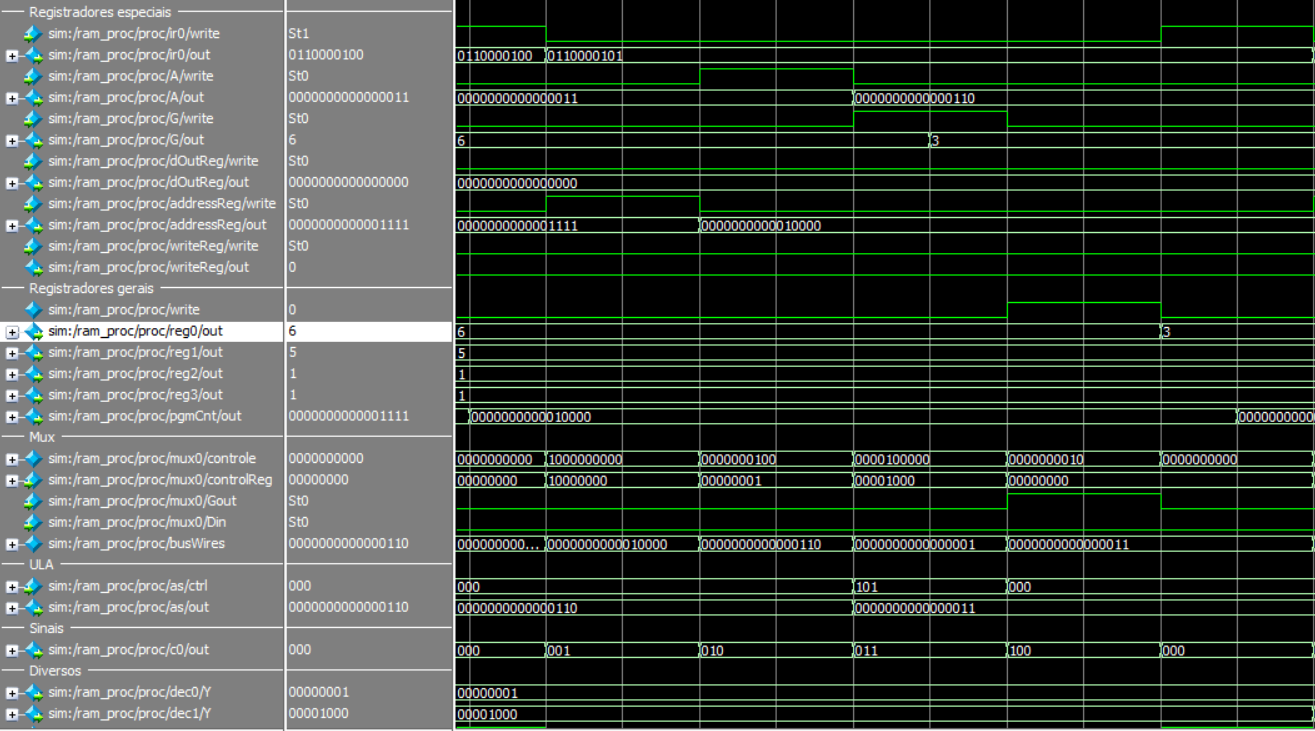 Registradores especiais
sim:/ram_proc/proc/ir0/write St1
sim:/ram_proc/proc/ir0/out 0110000100 0110000100 0110000101
sim:/ram_proc/proc/A/write St0
sim:/ram_proc/proc/A/out 0000000000000011 0000000000000011 0000000000000110
sim:/ram_proc/proc/G/write St0
sim:/ram_proc/proc/G/out 6 6 3
sim:/ram_proc/proc/dOutReg/write St0
sim:/ram_proc/proc/dOutReg/out 0000000000000000 0000000000000000
sim:/ram_proc/proc/addressReg/write St0
sim:/ram_proc/proc/addressReg/out 0000000000001111 0000000000001111 0000000000010000
sim:/ram_proc/proc/writeReg/write St0
sim:/ram_proc/proc/writeReg/out 0
Registradores gerais
sim:/ram_proc/proc/write 0
sim:/ram_proc/proc/reg0/out 6 6 3
sim:/ram_proc/proc/reg1/out 5 5
sim:/ram_proc/proc/reg2/out 1 1
sim:/ram_proc/proc/reg3/out 1 1
sim:/ram_proc/proc/pgmCnt/out 0000000000001111 0000000000010000 0000000000
Mux
sim:/ram_proc/proc/mux0/controle 0000000000 0000000000 1000000000 0000000100 0000100000 0000000010 0000000000
sim:/ram_proc/proc/mux0/controlReg 00000000 00000000 10000000 00000001 00001000 00000000
sim:/ram_proc/proc/mux0/Gout St0
sim:/ram_proc/proc/mux0/Din St0
sim:/ram_proc/proc/busWires 0000000000000110 000000000... 0000000000010000 0000000000000110 0000000000000001 0000000000000011
ULA
sim:/ram_proc/proc/as/ctrl 000 000 101 000
sim:/ram_proc/proc/as/out 0000000000000110 0000000000000110 0000000000000011
Sinais
sim:/ram_proc/proc/c0/out 000 000 001 010 011 100 000
Diversos
sim:/ram_proc/proc/dec0/Y 00000001 00000001
sim:/ram_proc/proc/dec1/Y 00001000 00001000